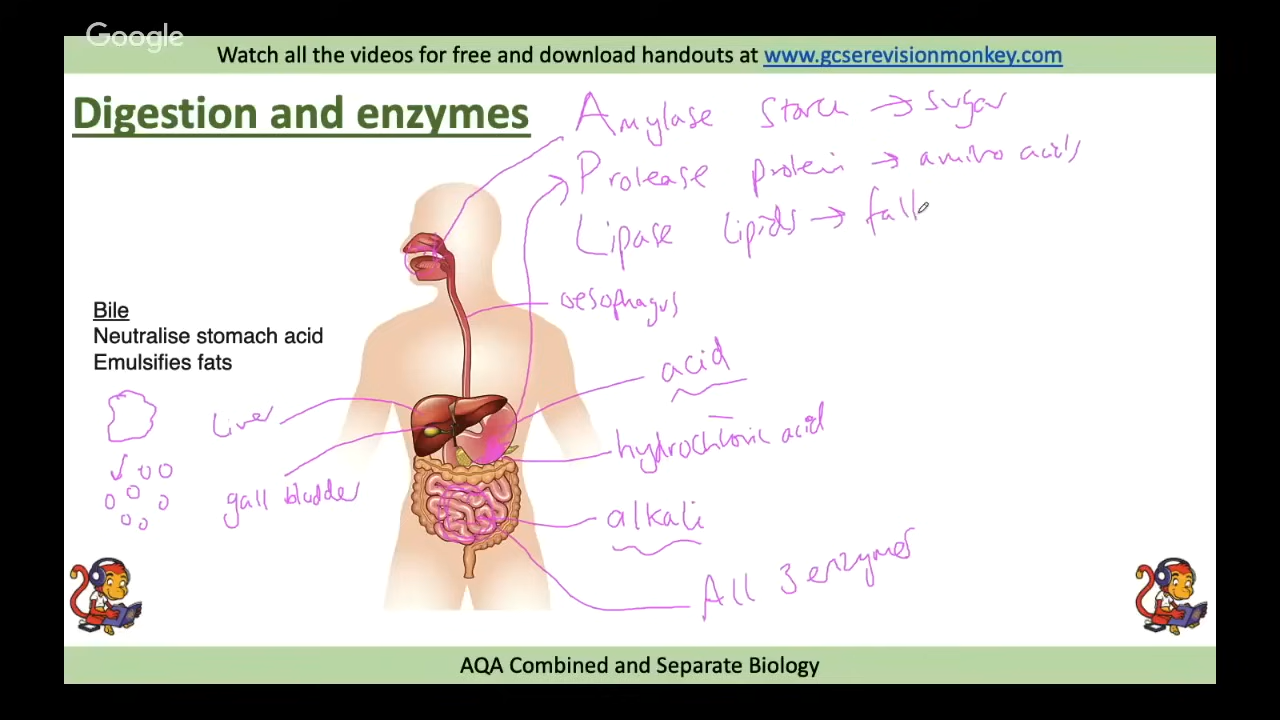 Google
Watch all the videos for free and download handouts at www.gcserevisionmonkey.com
Digestion and enzymes
Amylase starch → sugar
Protease protein → amino acids
Lipase Lipids →
oesophagus
Bile
Neutralise stomach acid
Emulsifies fats
acid
Liver
hydrochloric acid
gall bladder
alkali
All 3 enzymes
AQA Combined and Separate Biology